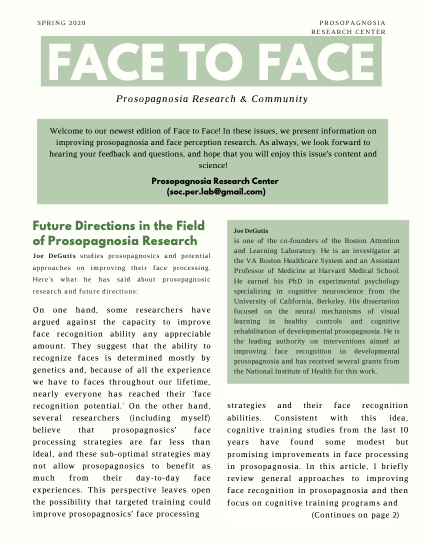 SPRING 2020
PROSOPAGNOSIA
RESEARCH CENTER
FACE TO FACE
Prosopagnosia Research & Community
Welcome to our newest edition of Face to Face! In these issues, we present information on
improving prosopagnosia and face perception research. As always, we look forward to
hearing your feedback and questions, and hope that you will enjoy this issue's content and
science!
Prosopagnosia Research Center
(soc.per.lab@gmail.com)
Future Directions in the Field
of Prosopagnosia Research
Joe DeGutis studies prosopagnosics and potential
approaches on improving their face processing.
Here's what he has said about prosopagnosic
research and future directions:
On one hand, some researchers have
argued against the capacity to improve
face recognition ability any appreciable
amount. They suggest that the ability to
recognize faces is determined mostly by
genetics and, because of all the experience
we have to faces throughout our lifetime,
nearly everyone has reached their 'face
recognition potential.' On the other hand,
several researchers (including myself)
believe that prosopagnosics' face
processing strategies are far less than
ideal, and these sub-optimal strategies may
not allow prosopagnosics to benefit as
much from their day-to-day face
experiences. This perspective leaves open
the possibility that targeted training could
improve prosopagnosics' face processing
Joe DeGutis
is one of the co-founders of the Boston Attention
and Learning Laboratory. He is an investigator at
the VA Boston Healthcare System and an Assistant
Professor of Medicine at Harvard Medical School.
He earned his PhD in experimental psychology
specializing in cognitive neuroscience from the
University of California, Berkeley. His dissertation
focused on the neural mechanisms of visual
learning in healthy controls and cognitive
rehabilitation of developmental prosopagnosia. He is
the leading authority on interventions aimed at
improving face recognition in developmental
prosopagnosia and has received several grants from
the National Institute of Health for this work.
strategies and their face recognition
abilities. Consistent with this idea,
cognitive training studies from the last 10
years have found some modest but
promising improvements in face processing
in prosopagnosia. In this article, I briefly
review general approaches to improving
face recognition in prosopagnosia and then
focus on cognitive training programs and
(Continues on page 2)